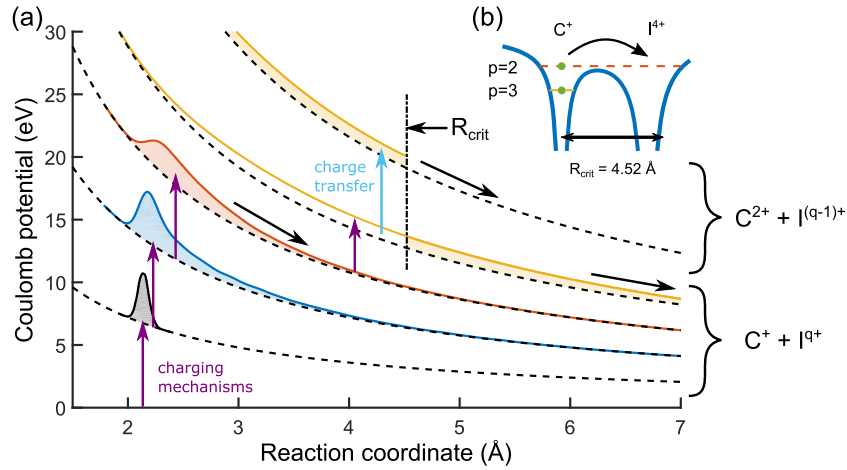 (a)
30
25
20
15
10
5
0
Coulomb potential (eV)
2
3
4
5
6
7
Reaction coordinate (Å)
charging
mechanisms
charge
transfer
R_crit
(b)
C⁺
I⁴⁺
p=2
p=3
R_crit = 4.52 Å
C²⁺ + I⁽q⁻¹⁾⁺
C⁺ + I^q+